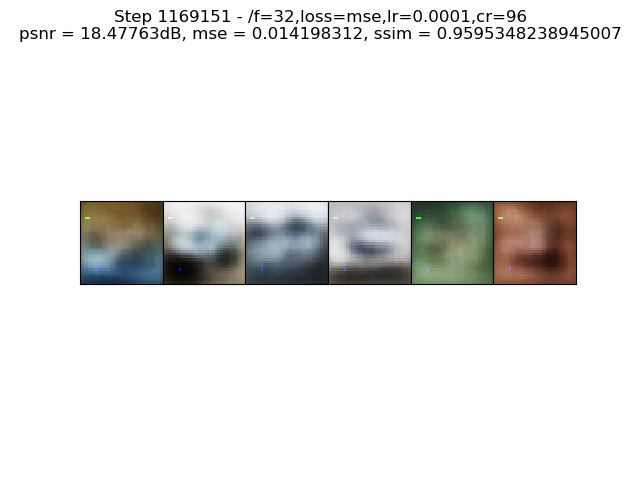 Step 1169151 - /f=32,loss=mse,lr=0.0001,cr=96
psnr = 18.47763dB, mse = 0.014198312, ssim = 0.9595348238945007